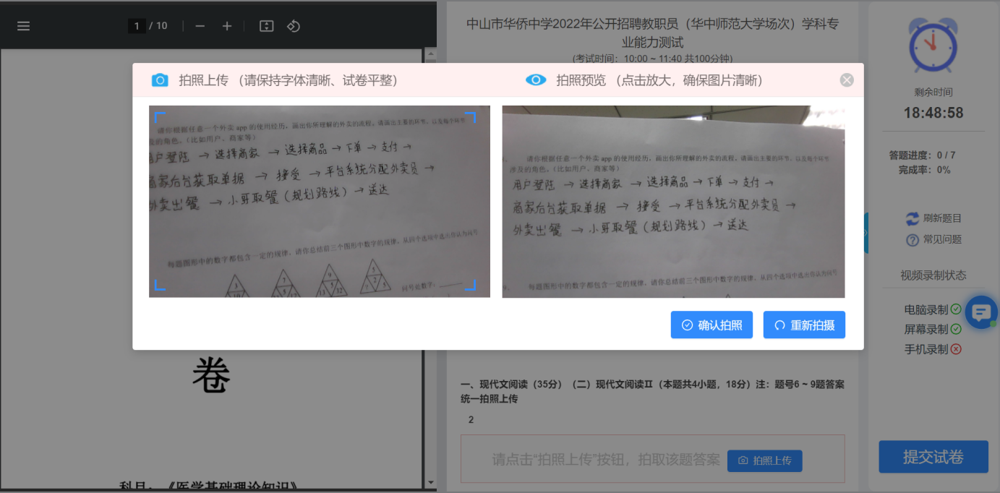 1 / 10
中山市华侨中学2022年公开招聘教职员（华中师范大学场次）学科专
业能力测试
(考试时间：10:00 ~ 11:40 共100分钟)
拍照上传 （请保持字体清晰、试卷平整）
拍照预览 （点击放大，确保图片清晰）
请你根据任意一个外卖 app 的使用经历，画出你所理解的外卖的流程。请画出主要的环节，以及每个环节
及的角色。（比如用户、商家等）
用户登陆 → 选择商家 → 选择商品 → 下单 → 支付 →
商家后台获取单据 → 接受 → 平台系统分配外卖员 →
外卖出餐 → 小哥取餐（规划路线）→ 送达
每题图形中的数字都包含一定的规律，请你总结前三个图形中数字的规律，从四个选项中选出你认为问号
问号处数字：
请你根据任意一个外卖 app 的使用经历，画出你所理解的外卖的流程。请画出主要的环节，以及每个环节
涉及的角色。（比如用户、商家等）
用户登陆 → 选择商家 → 选择商品 → 下单 → 支付 →
商家后台获取单据 → 接受 → 平台系统分配外卖员 →
外卖出餐 → 小哥取餐（规划路线）→ 送达
每题图形中的数字都包含一定的规律，请你总结前三个图形中数字的规律，从四个选项中选出你认为问号
确认拍照
重新拍摄
卷
科目：《医学基础理论知识》
一、现代文阅读（35分）（二）现代文阅读Ⅱ（本题共4小题，18分）注：题号6 ~ 9题答案
统一拍照上传
2
请点击“拍照上传”按钮，拍取该题答案
拍照上传
剩余时间
18:48:58
答题进度：0 / 7
完成率：0%
刷新题目
常见问题
视频录制状态
电脑录制
屏幕录制
手机录制
提交试卷